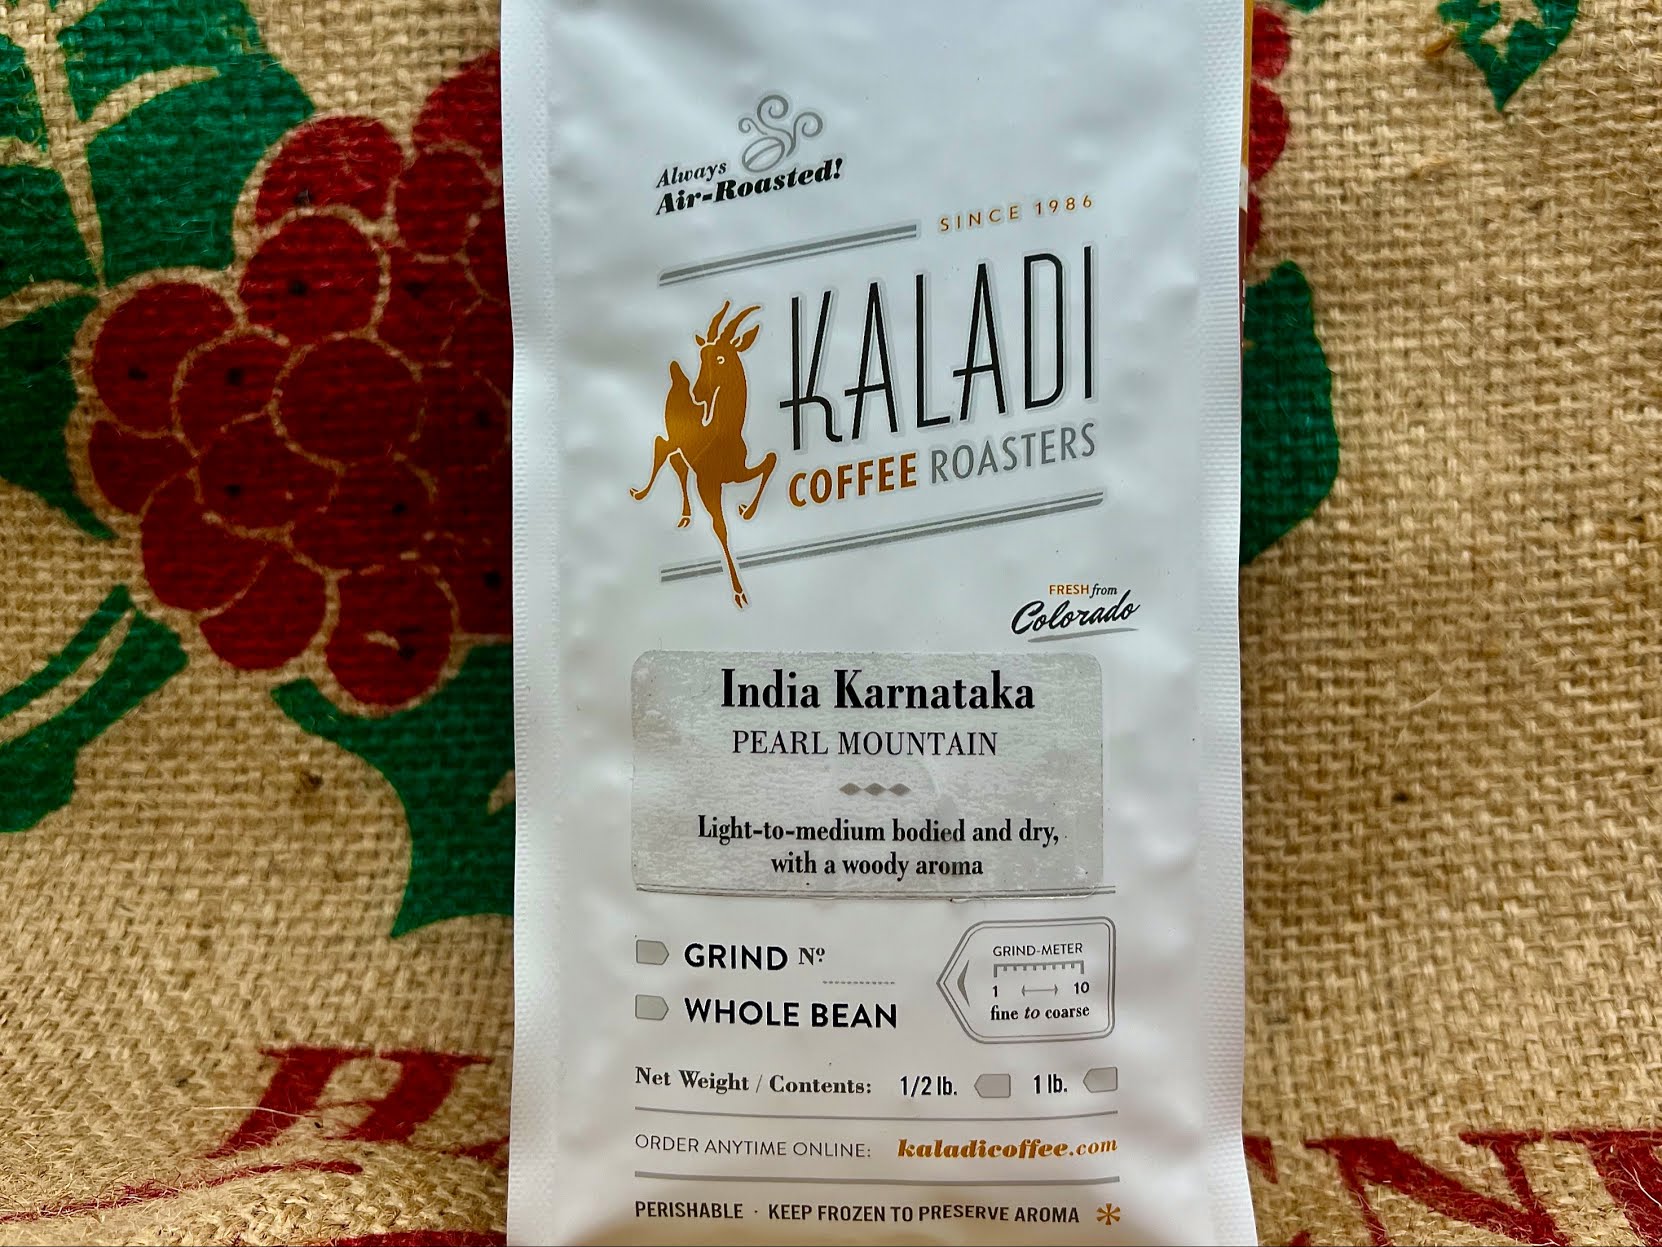 Always
Air-Roasted!
SINCE 1986
KALADI
COFFEE ROASTERS
FRESH from
Colorado
India Karnataka
PEARL MOUNTAIN
Light-to-medium bodied and dry,
with a woody aroma
GRIND Nº
WHOLE BEAN
GRIND-METER
1 10
fine to coarse
Net Weight / Contents: 1/2 lb. 1 lb.
ORDER ANYTIME ONLINE: kaladicoffee.com
PERISHABLE · KEEP FROZEN TO PRESERVE AROMA *